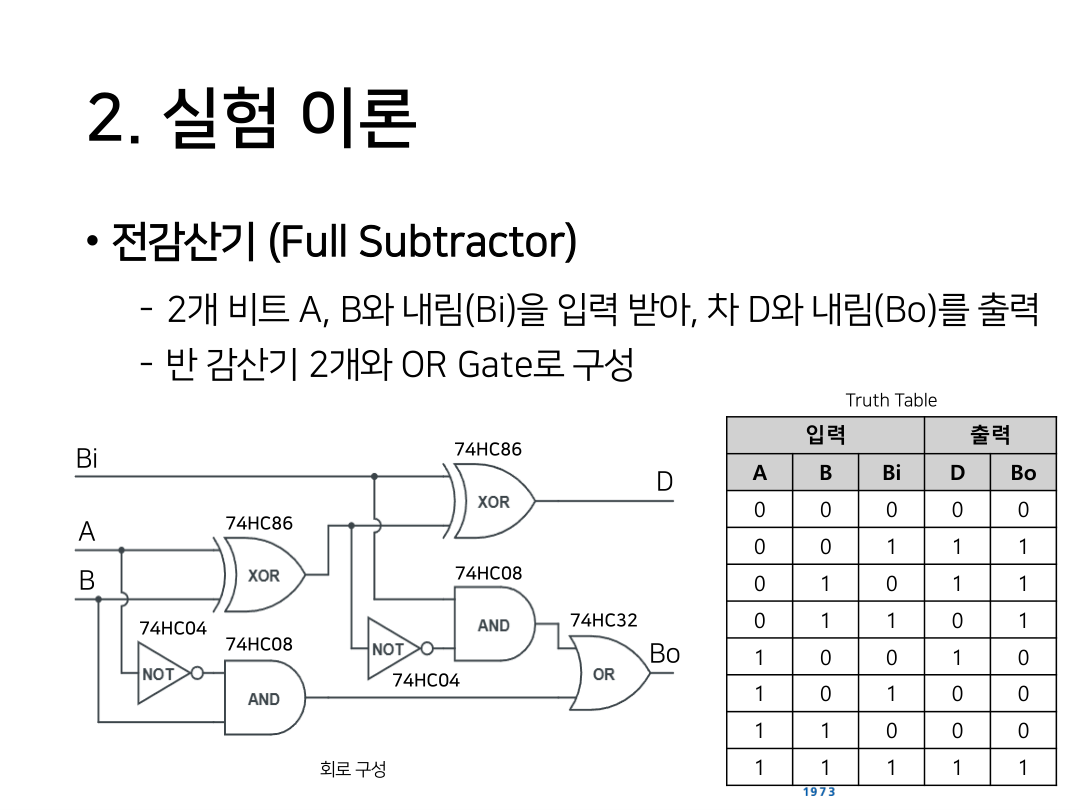 2. 실험 이론
• 전감산기 (Full Subtractor)
- 2개 비트 A, B와 내림(Bi)을 입력 받아, 차 D와 내림(Bo)를 출력
- 반 감산기 2개와 OR Gate로 구성
Bi
74HC86
XOR
D
A
74HC86
XOR
B
74HC04
NOT
74HC08
AND
74HC08
AND
NOT
74HC04
74HC32
OR
Bo
회로 구성
Truth Table
입력 출력
A B Bi D Bo
0 0 0 0 0
0 0 1 1 1
0 1 0 1 1
0 1 1 0 1
1 0 0 1 0
1 0 1 0 0
1 1 0 0 0
1 1 1 1 1
1973